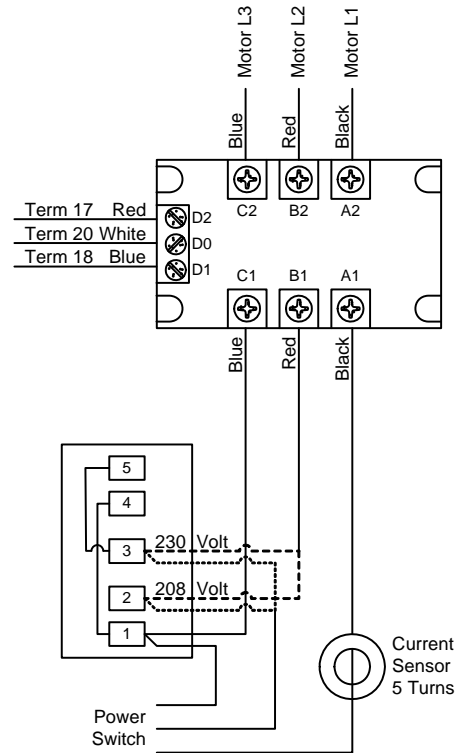 Motor L3
Motor L2
Motor L1
Blue
Red
Black
C2
B2
A2
Term 17 Red
D2
Term 20 White
D0
Term 18 Blue
D1
C1
B1
A1
Blue
Red
Black
5
4
3
230 Volt
2
208 Volt
1
Current
Sensor
5 Turns
Power
Switch